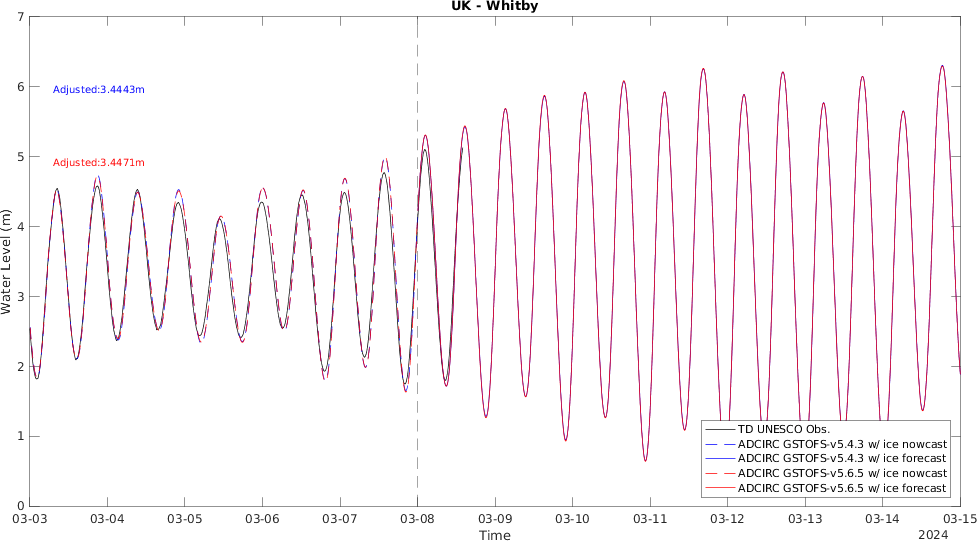 UK - Whitby
7
6
5
4
3
2
1
0
Water Level (m)
Adjusted:3.4443m
Adjusted:3.4471m
TD UNESCO Obs.
ADCIRC GSTOFS-v5.4.3 w/ ice nowcast
ADCIRC GSTOFS-v5.4.3 w/ ice forecast
ADCIRC GSTOFS-v5.6.5 w/ ice nowcast
ADCIRC GSTOFS-v5.6.5 w/ ice forecast
03-03 03-04 03-05 03-06 03-07 03-08 03-09 03-10 03-11 03-12 03-13 03-14 03-15
Time
2024